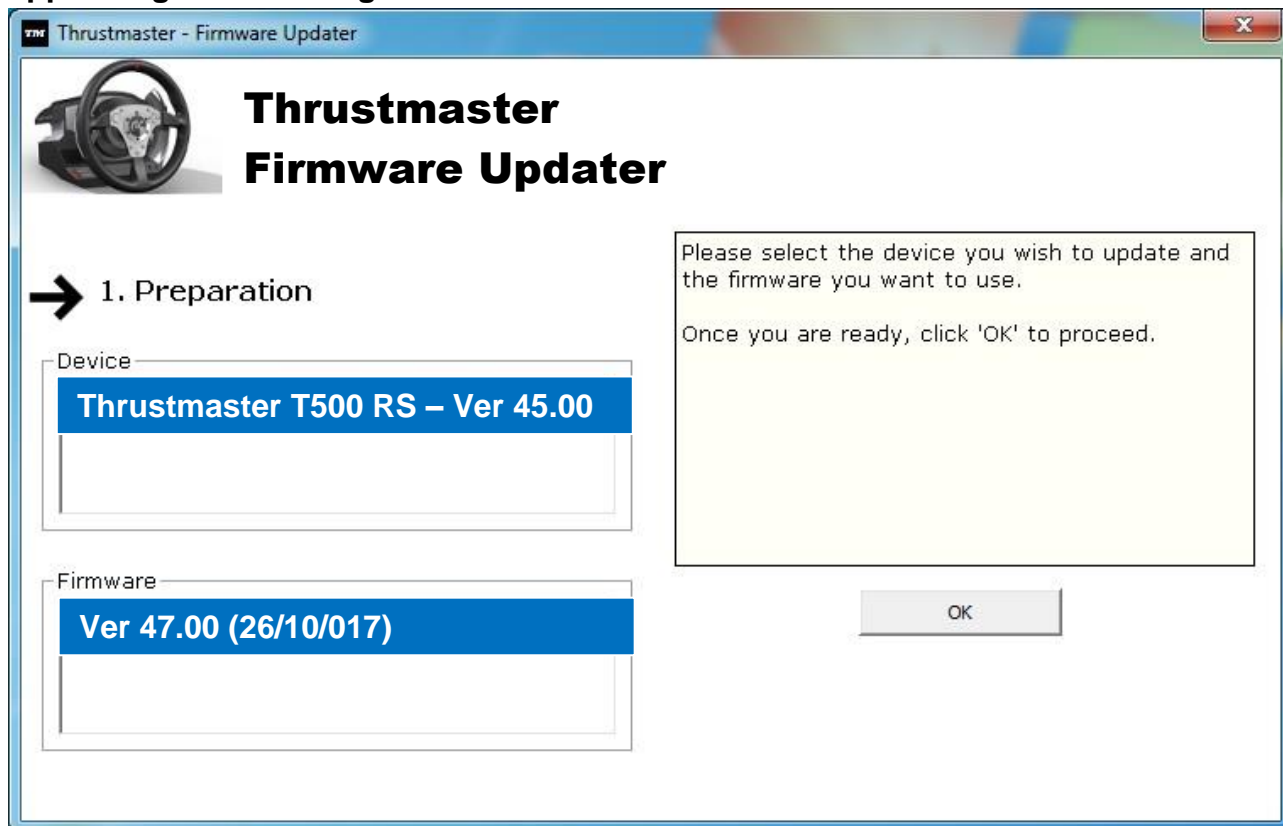 Thrustmaster - Firmware Updater
Thrustmaster
Firmware Updater
1. Preparation
Please select the device you wish to update and
the firmware you want to use.
Once you are ready, click 'OK' to proceed.
Device
Thrustmaster T500 RS – Ver 45.00
Firmware
Ver 47.00 (26/10/017)
OK